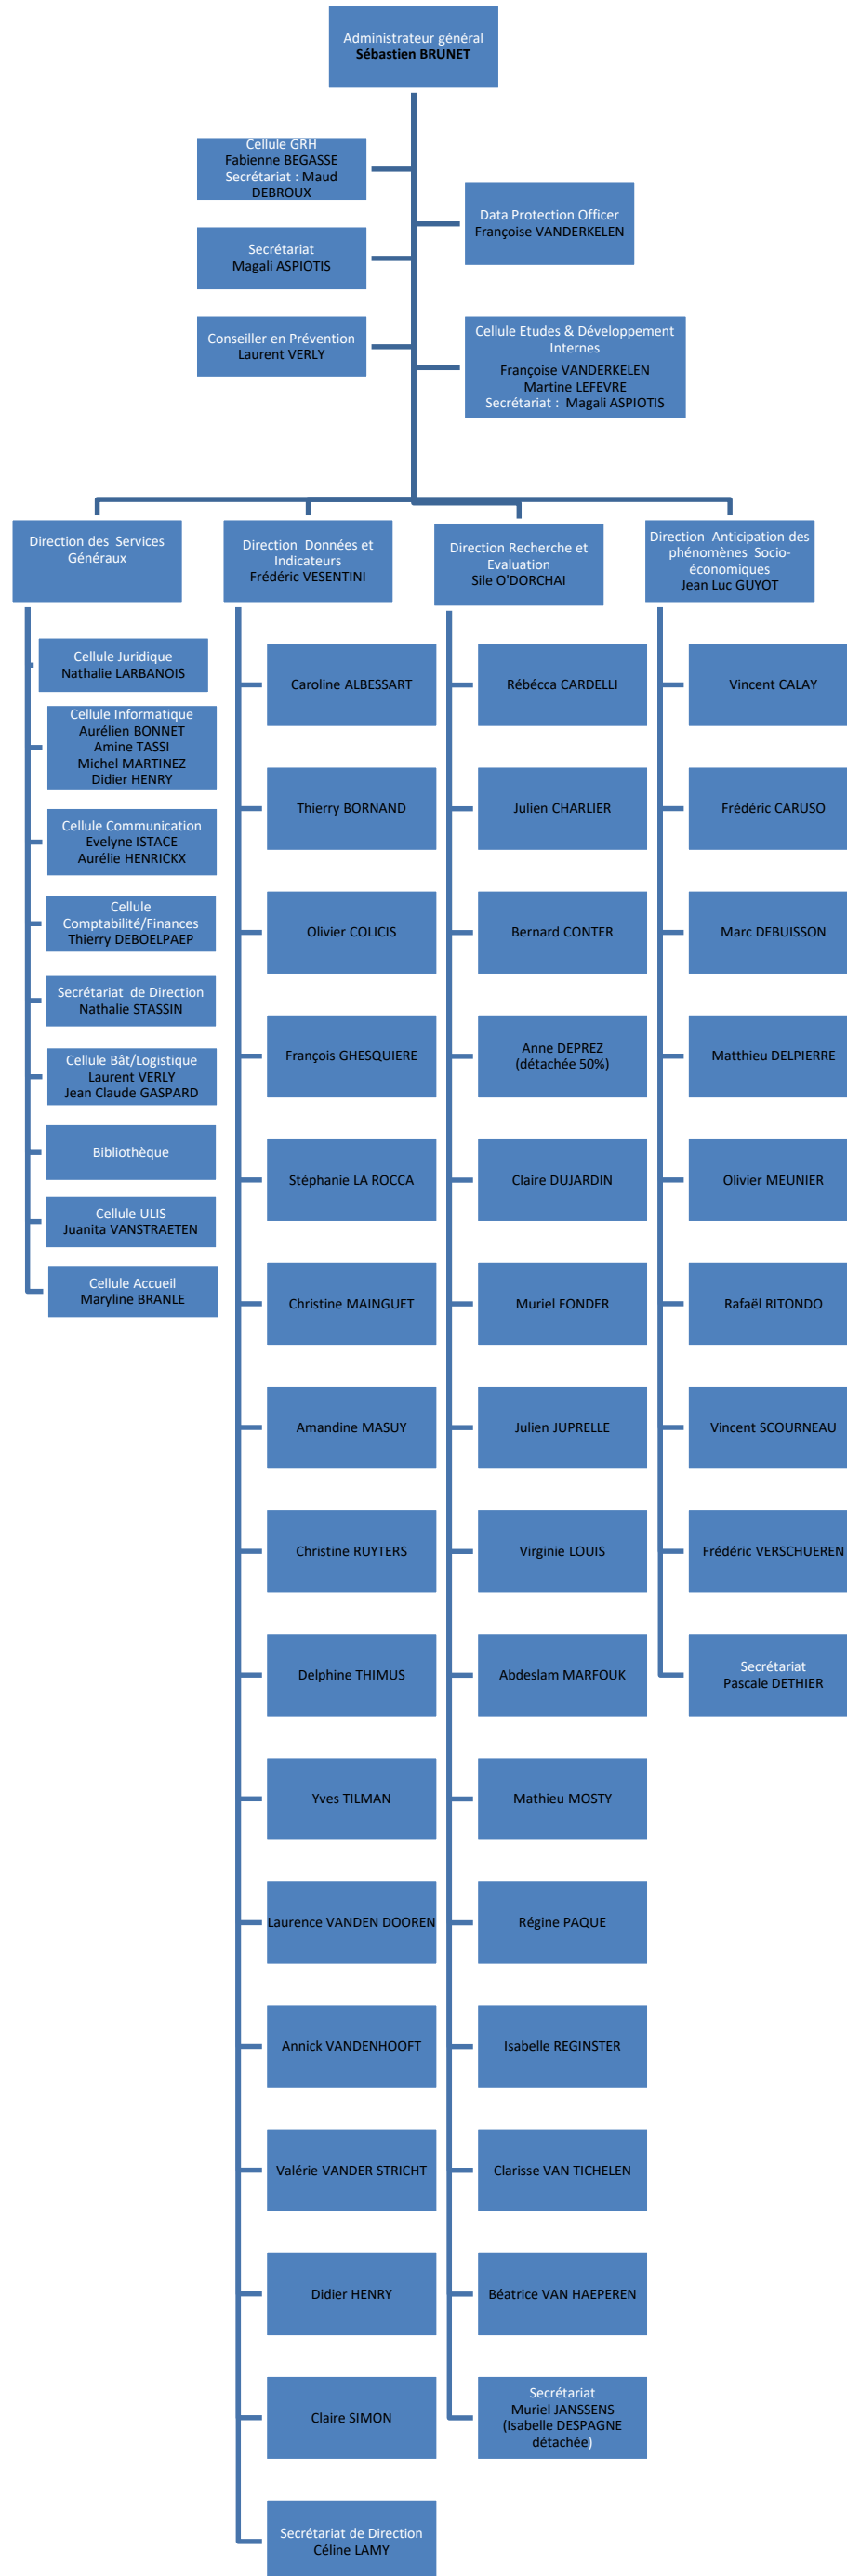 Administrateur général
Sébastien BRUNET
Cellule GRH
Fabienne BEGASSE
Secrétariat : Maud
DEBROUX
Data Protection Officer
Françoise VANDERKELEN
Secrétariat
Magali ASPIOTIS
Conseiller en Prévention
Laurent VERLY
Cellule Etudes & Développement
Internes
Françoise VANDERKELEN
Martine LEFEVRE
Secrétariat :  Magali ASPIOTIS
Direction des  Services
Généraux
Cellule Juridique
Nathalie LARBANOIS
Cellule Informatique
Aurélien BONNET
Amine TASSI
Michel MARTINEZ
Didier HENRY
Cellule Communication
Evelyne ISTACE
Aurélie HENRICKX
Cellule
Comptabilité/Finances
Thierry DEBOELPAEP
Secrétariat  de Direction
Nathalie STASSIN
Cellule Bât/Logistique
Laurent VERLY
Jean Claude GASPARD
Bibliothèque
Cellule ULIS
Juanita VANSTRAETEN
Cellule Accueil
Maryline BRANLE
Direction  Données et
Indicateurs
Frédéric VESENTINI
Caroline ALBESSART
Thierry BORNAND
Olivier COLICIS
François GHESQUIERE
Stéphanie LA ROCCA
Christine MAINGUET
Amandine MASUY
Christine RUYTERS
Delphine THIMUS
Yves TILMAN
Laurence VANDEN DOOREN
Annick VANDENHOOFT
Valérie VANDER STRICHT
Didier HENRY
Claire SIMON
Secrétariat de Direction
Céline LAMY
Direction Recherche et
Evaluation
Sile O'DORCHAI
Rébécca CARDELLI
Julien CHARLIER
Bernard CONTER
Anne DEPREZ
(détachée 50%)
Claire DUJARDIN
Muriel FONDER
Julien JUPRELLE
Virginie LOUIS
Abdeslam MARFOUK
Mathieu MOSTY
Régine PAQUE
Isabelle REGINSTER
Clarisse VAN TICHELEN
Béatrice VAN HAEPEREN
Secrétariat
Muriel JANSSENS
(Isabelle DESPAGNE
détachée)
Direction  Anticipation des
phénomènes  Socio-
économiques
Jean Luc GUYOT
Vincent CALAY
Frédéric CARUSO
Marc DEBUISSON
Matthieu DELPIERRE
Olivier MEUNIER
Rafaël RITONDO
Vincent SCOURNEAU
Frédéric VERSCHUEREN
Secrétariat
Pascale DETHIER